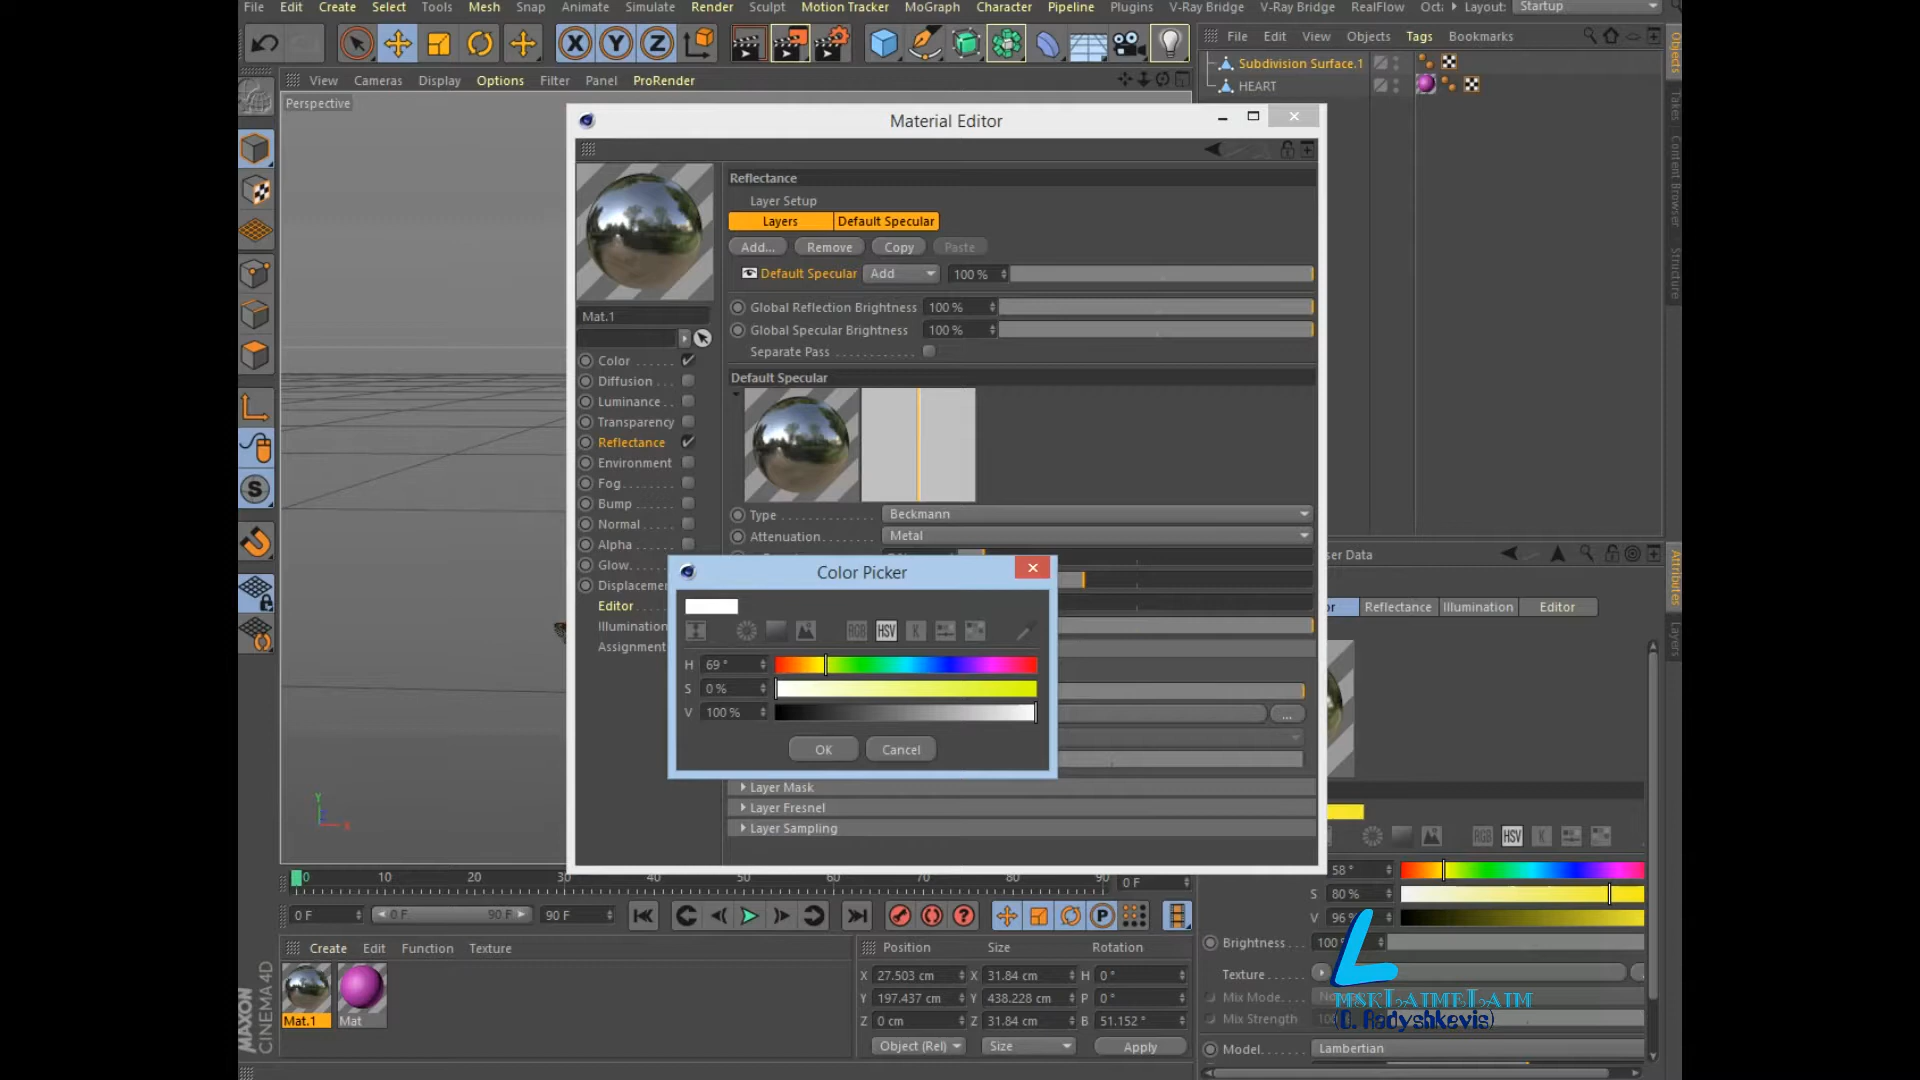 File Edit Create Select Tools Mesh Snap Animate Simulate Render Sculpt Motion Tracker MoGraph Character Pipeline Plugins V-Ray Bridge V-Ray Bridge RealFlow Layout: Startup
X Y Z
File Edit View Objects Tags Bookmarks
View Cameras Display Options Filter Panel ProRender
Perspective
Subdivision Surface.1
HEART
Objects
Takes
Content Browser
Structure
Material Editor
Reflectance
Layer Setup
Layers Default Specular
Add... Remove Copy Paste
Default Specular Add 100 %
Mat.1
Global Reflection Brightness 100 %
Global Specular Brightness 100 %
Separate Pass
Color
Diffusion
Luminance
Transparency
Reflectance
Environment
Fog
Bump
Normal
Alpha
Glow
Editor
Illumination
Assignment
Default Specular
Type Beckmann
Attenuation Metal
Color Picker
RGB HSV K
H 69 °
S 0 %
V 100 %
OK Cancel
...
Layer Mask
Layer Fresnel
Layer Sampling
Reflectance Illumination Editor
Attributes
Layers
RGB HSV K
58 °
S 80 %
V 96 %
Brightness 100
Texture
Mix Mode
Mix Strength
Model Lambertian
Y
X
0 10 20 30 40 50 60 70 80 90 0 F
0 F 0 F 90 F 90 F
P
Create Edit Function Texture
Mat.1 Mat
MAXON
CINEMA 4D
Position Size Rotation
X 27.503 cm X 31.84 cm H 0 °
Y 197.437 cm Y 438.228 cm P 0 °
Z 0 cm Z 31.84 cm B 51.152 °
Object (Rel) Size Apply